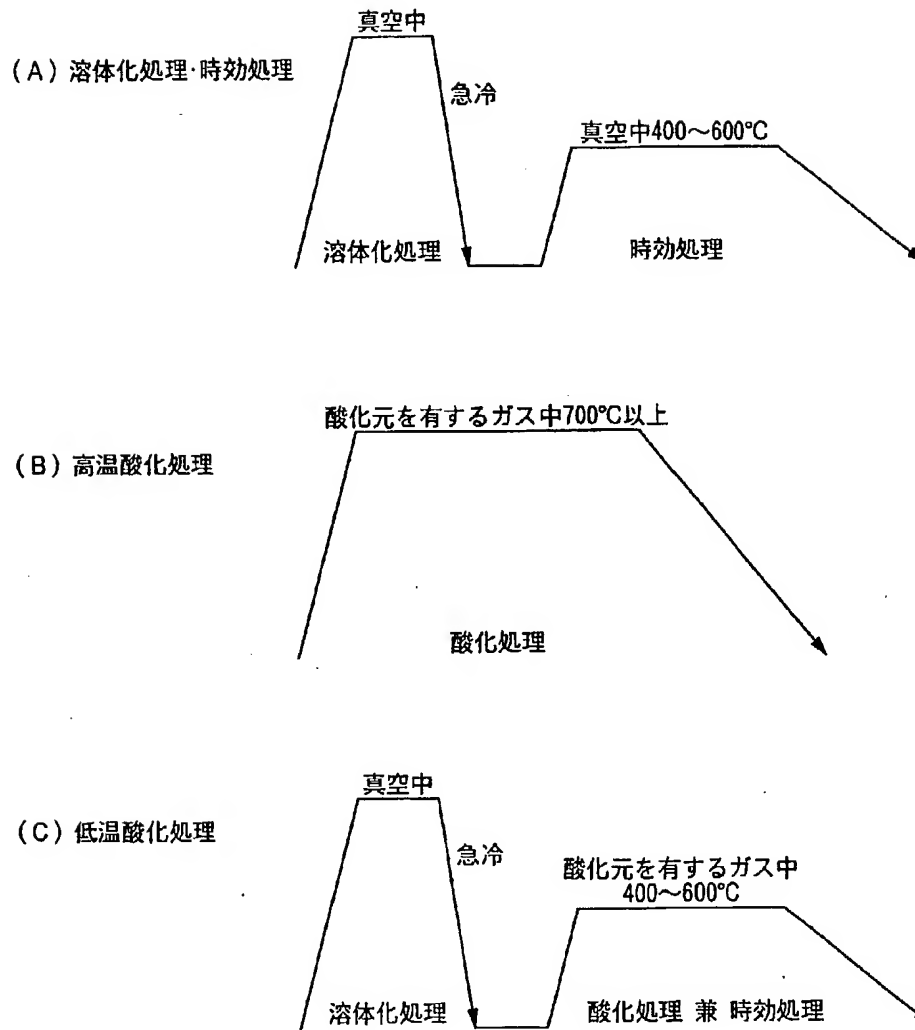 真空中
(A) 溶体化処理·時効処理
急冷
真空中400〜600℃
溶体化処理
時効処理
酸化元を有するガス中700℃以上
(B) 高温酸化処理
酸化処理
真空中
(C) 低温酸化処理
急冷
酸化元を有するガス中
400〜600℃
溶体化処理
酸化処理 兼 時効処理